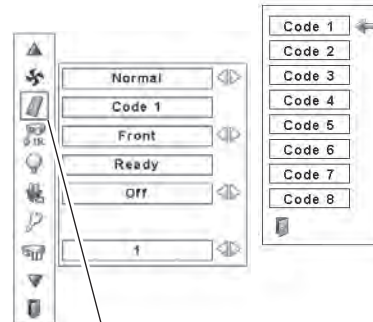 Normal
Code 1
Front
Ready
Off
1
Code 1
Code 2
Code 3
Code 4
Code 5
Code 6
Code 7
Code 8